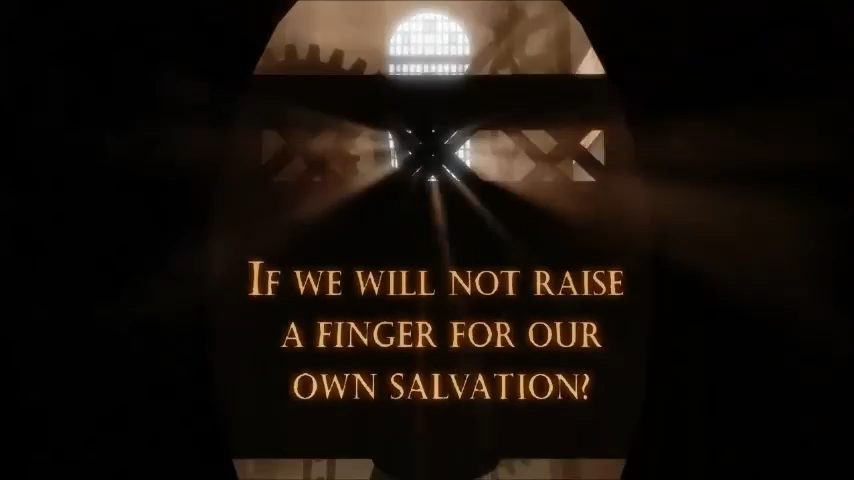 If we will not raise
a finger for our
own salvation?